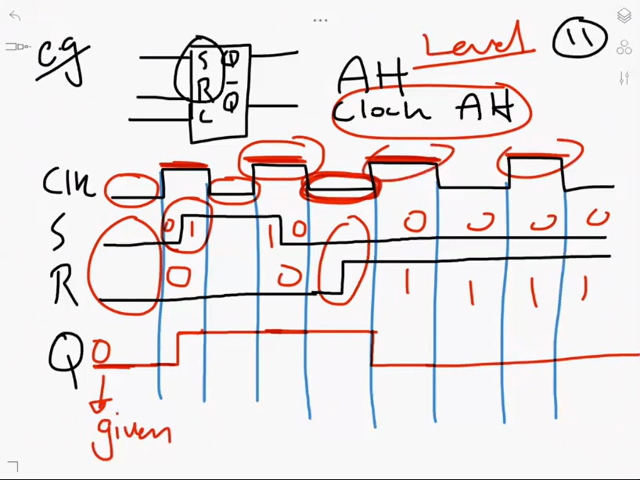 e.g
S Q
R Q̅
C
AH
Level
11
Clock AH
Clk
S 0 1 1 0 0 0 0 0
R 0 0 1 1 1 1
Q 0
given